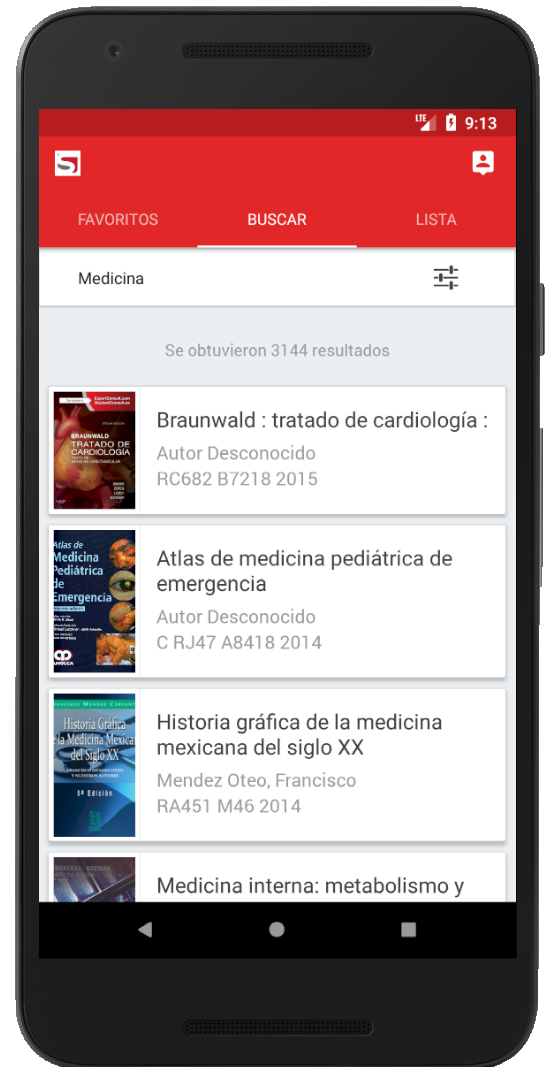 LTE
9:13
S
FAVORITOS BUSCAR LISTA
Medicina
Se obtuvieron 3144 resultados
ExpertConsult.com
BRAUNWALD
TRATADO DE
CARDIOLOGÍA
Braunwald : tratado de cardiología :
Autor Desconocido
RC682 B7218 2015
Atlas de
Medicina
Pediátrica
de
Emergencia
Atlas de medicina pediátrica de
emergencia
Autor Desconocido
C RJ47 A8418 2014
Historia Gráfica
la Medicina Mexica
del Siglo XX
5ª Edición
Historia gráfica de la medicina
mexicana del siglo XX
Mendez Oteo, Francisco
RA451 M46 2014
Medicina interna: metabolismo y